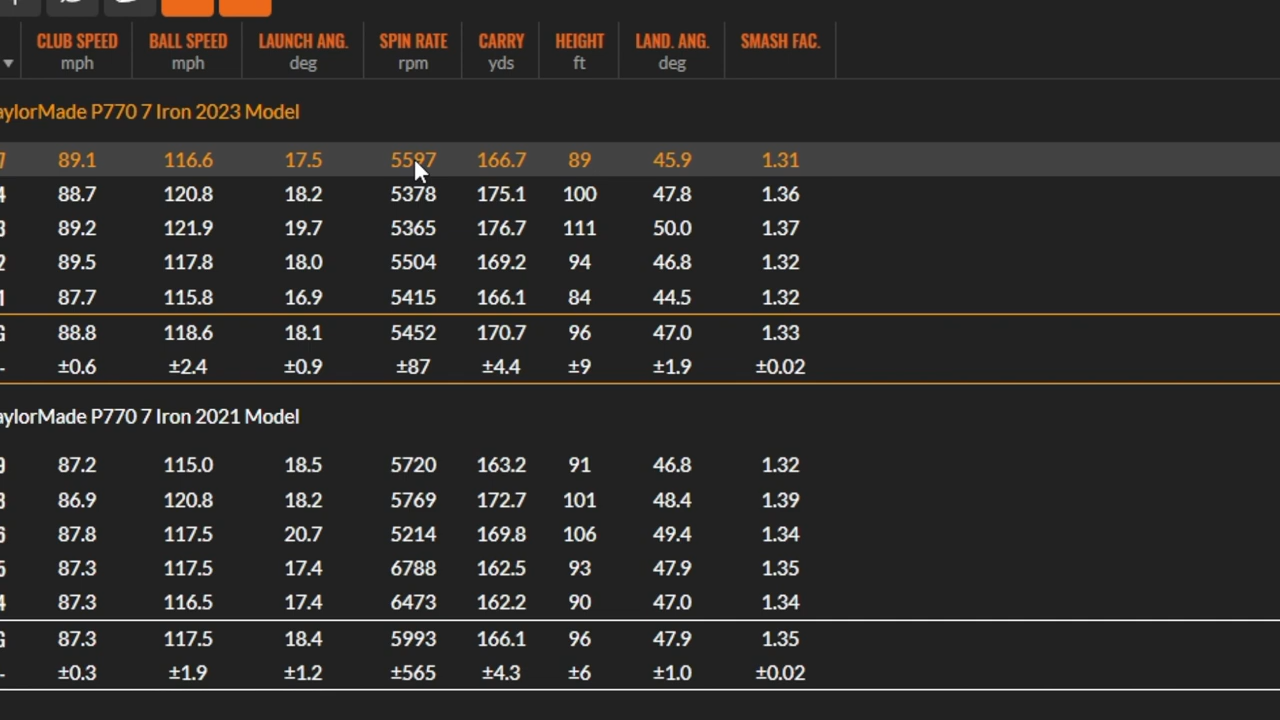 CLUB SPEED BALL SPEED LAUNCH ANG. SPIN RATE CARRY HEIGHT LAND. ANG. SMASH FAC.
mph mph deg rpm yds ft deg
aylorMade P770 7 Iron 2023 Model
7 89.1 116.6 17.5 5597 166.7 89 45.9 1.31
4 88.7 120.8 18.2 5378 175.1 100 47.8 1.36
3 89.2 121.9 19.7 5365 176.7 111 50.0 1.37
2 89.5 117.8 18.0 5504 169.2 94 46.8 1.32
1 87.7 115.8 16.9 5415 166.1 84 44.5 1.32
G 88.8 118.6 18.1 5452 170.7 96 47.0 1.33
- ±0.6 ±2.4 ±0.9 ±87 ±4.4 ±9 ±1.9 ±0.02
aylorMade P770 7 Iron 2021 Model
9 87.2 115.0 18.5 5720 163.2 91 46.8 1.32
8 86.9 120.8 18.2 5769 172.7 101 48.4 1.39
6 87.8 117.5 20.7 5214 169.8 106 49.4 1.34
5 87.3 117.5 17.4 6788 162.5 93 47.9 1.35
4 87.3 116.5 17.4 6473 162.2 90 47.0 1.34
G 87.3 117.5 18.4 5993 166.1 96 47.9 1.35
- ±0.3 ±1.9 ±1.2 ±565 ±4.3 ±6 ±1.0 ±0.02